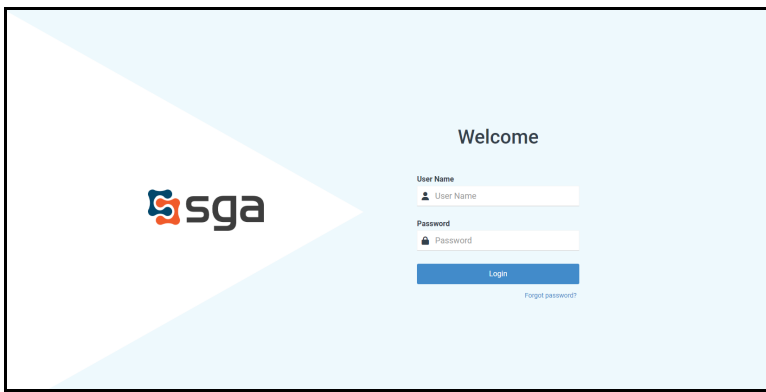 sga
Welcome
User Name
User Name
Password
Password
Login
Forgot password?